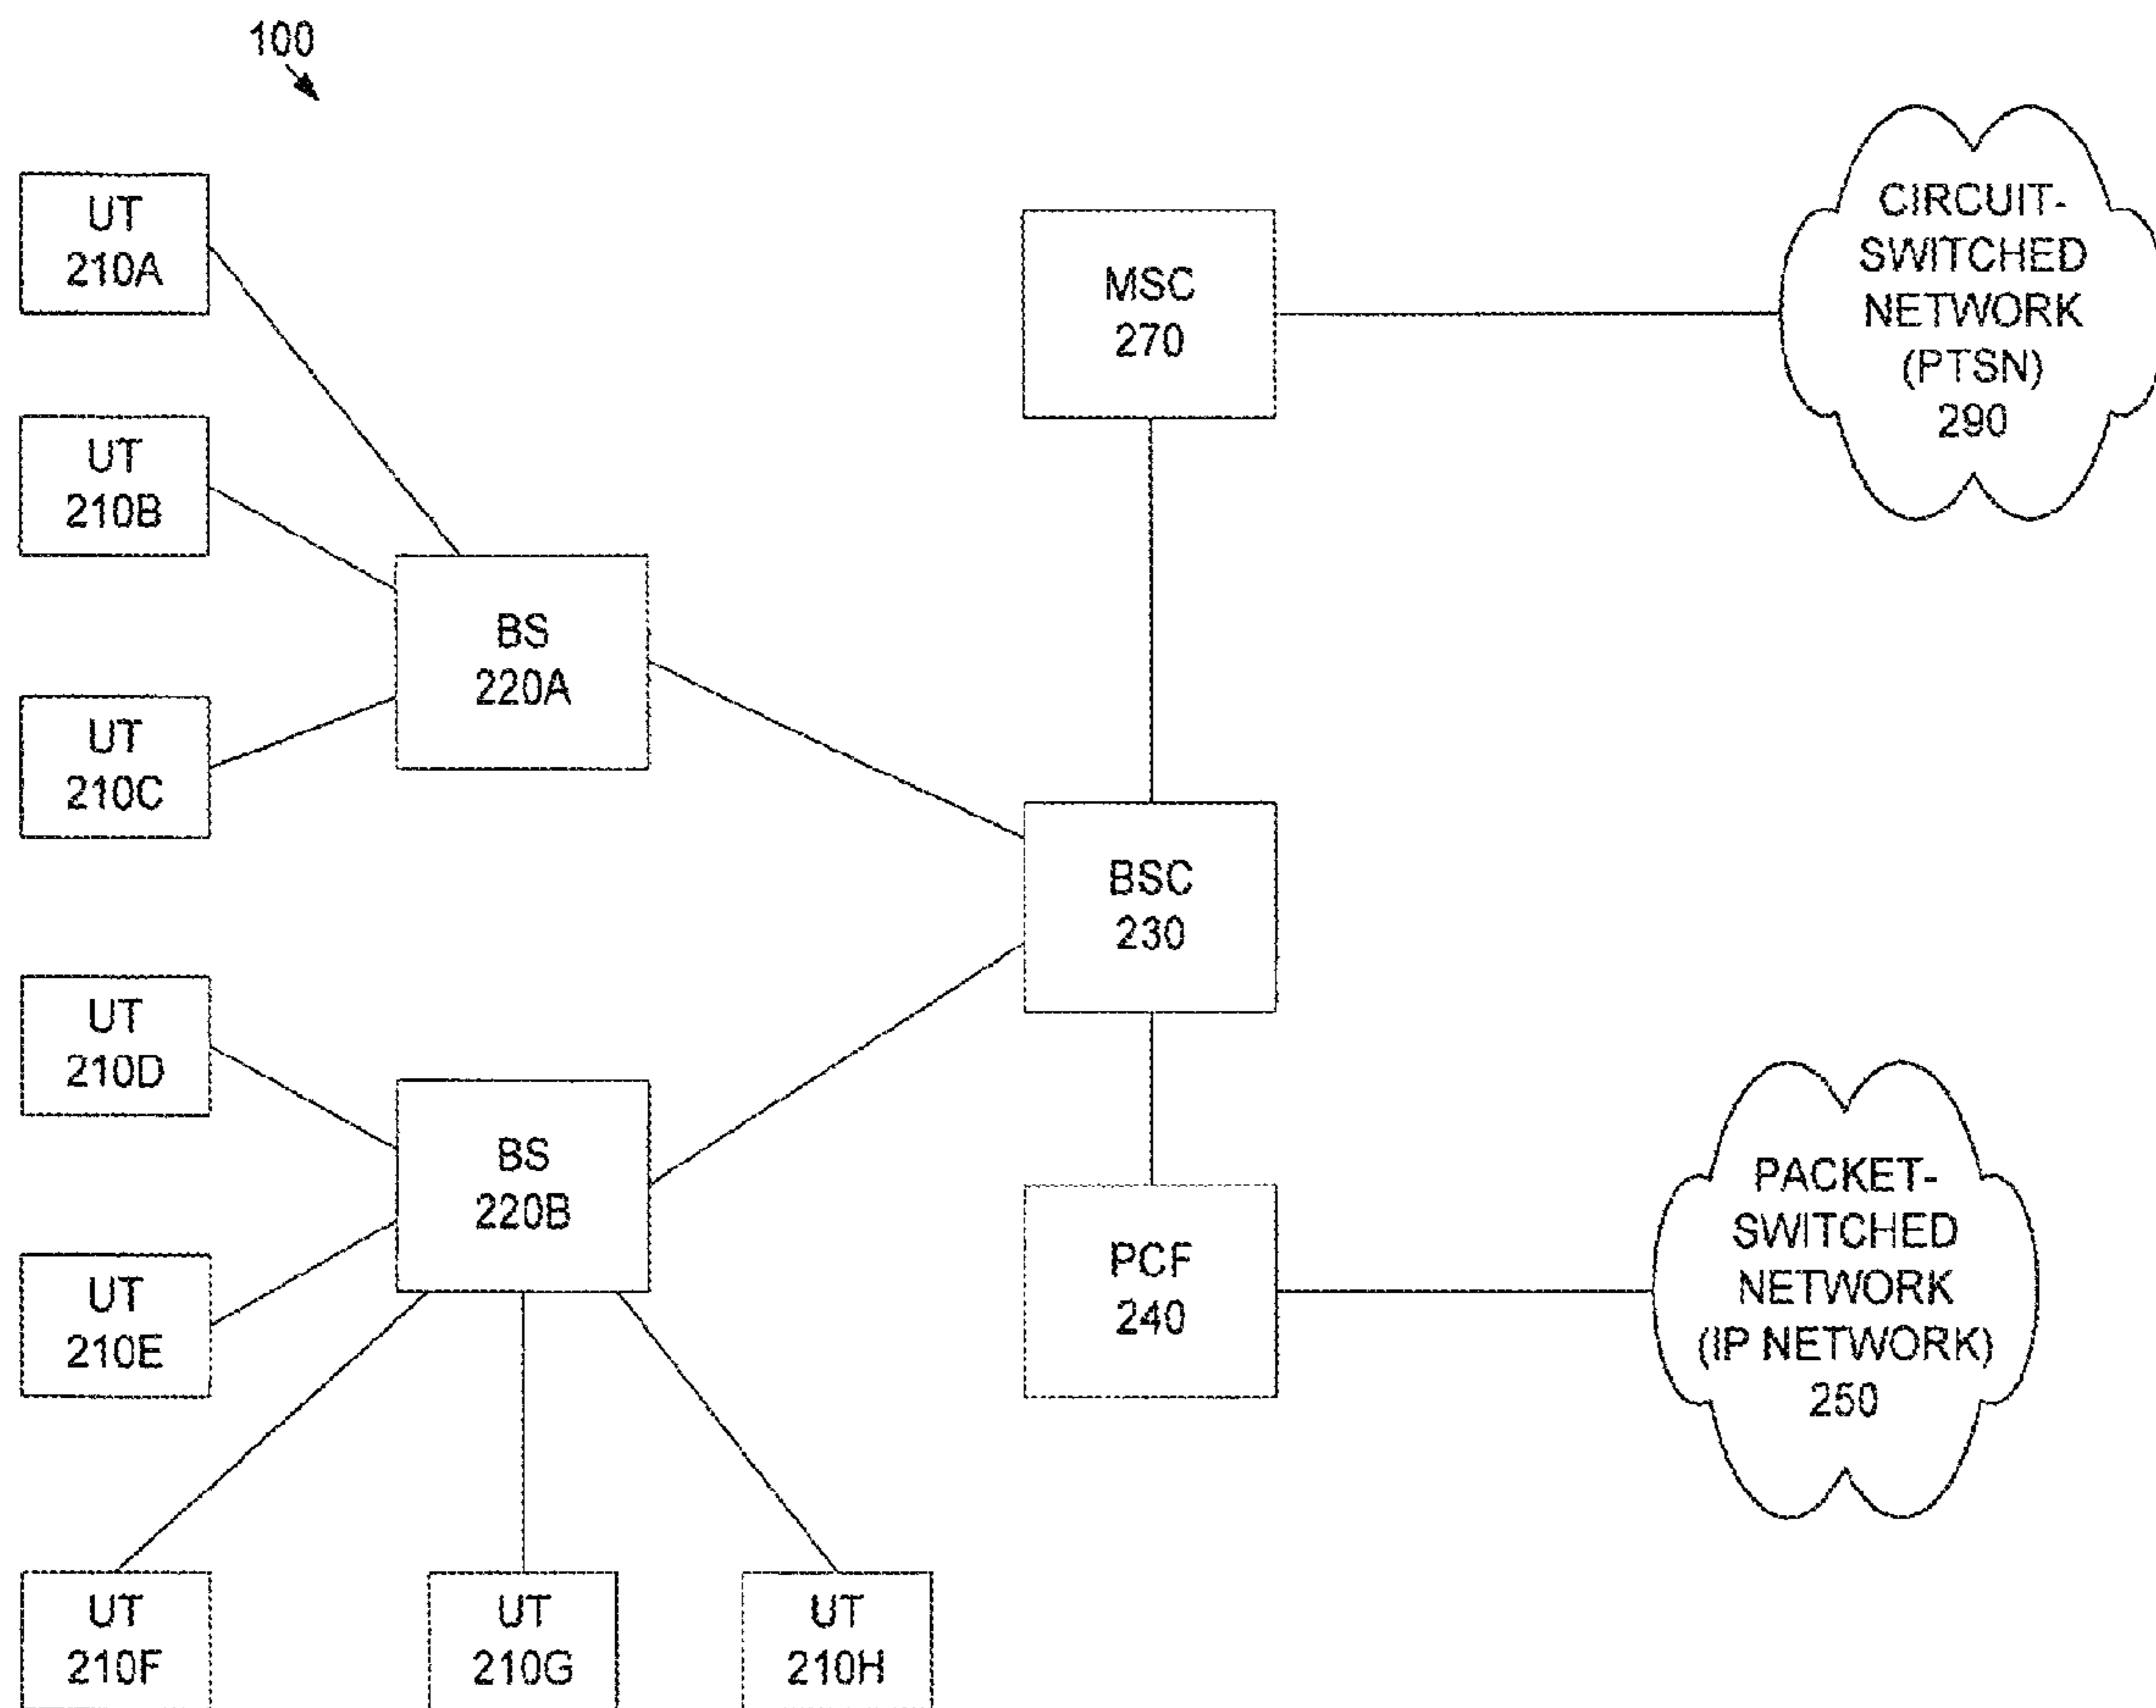 100
UT
210A
UT
210B
UT
210C
BS
220A
MSC
270
CIRCUIT-
SWITCHED
NETWORK
(PTSN)
290
BSC
230
UT
210D
UT
210E
BS
220B
PCF
240
PACKET-
SWITCHED
NETWORK
(IP NETWORK)
250
UT
210F
UT
210G
UT
210H